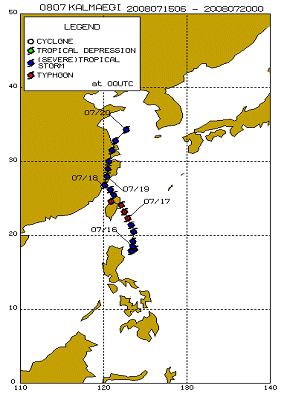 0807 KALMAEGI 2008071506 - 2008072000
50
LEGEND
CYCLONE
TROPICAL DEPRESSION
(SEVERE)TROPICAL
STORM
TYPHOON
at 00UTC
40
07/20
30
07/18
07/19
07/17
07/16
20
10
0
110
120
130
140